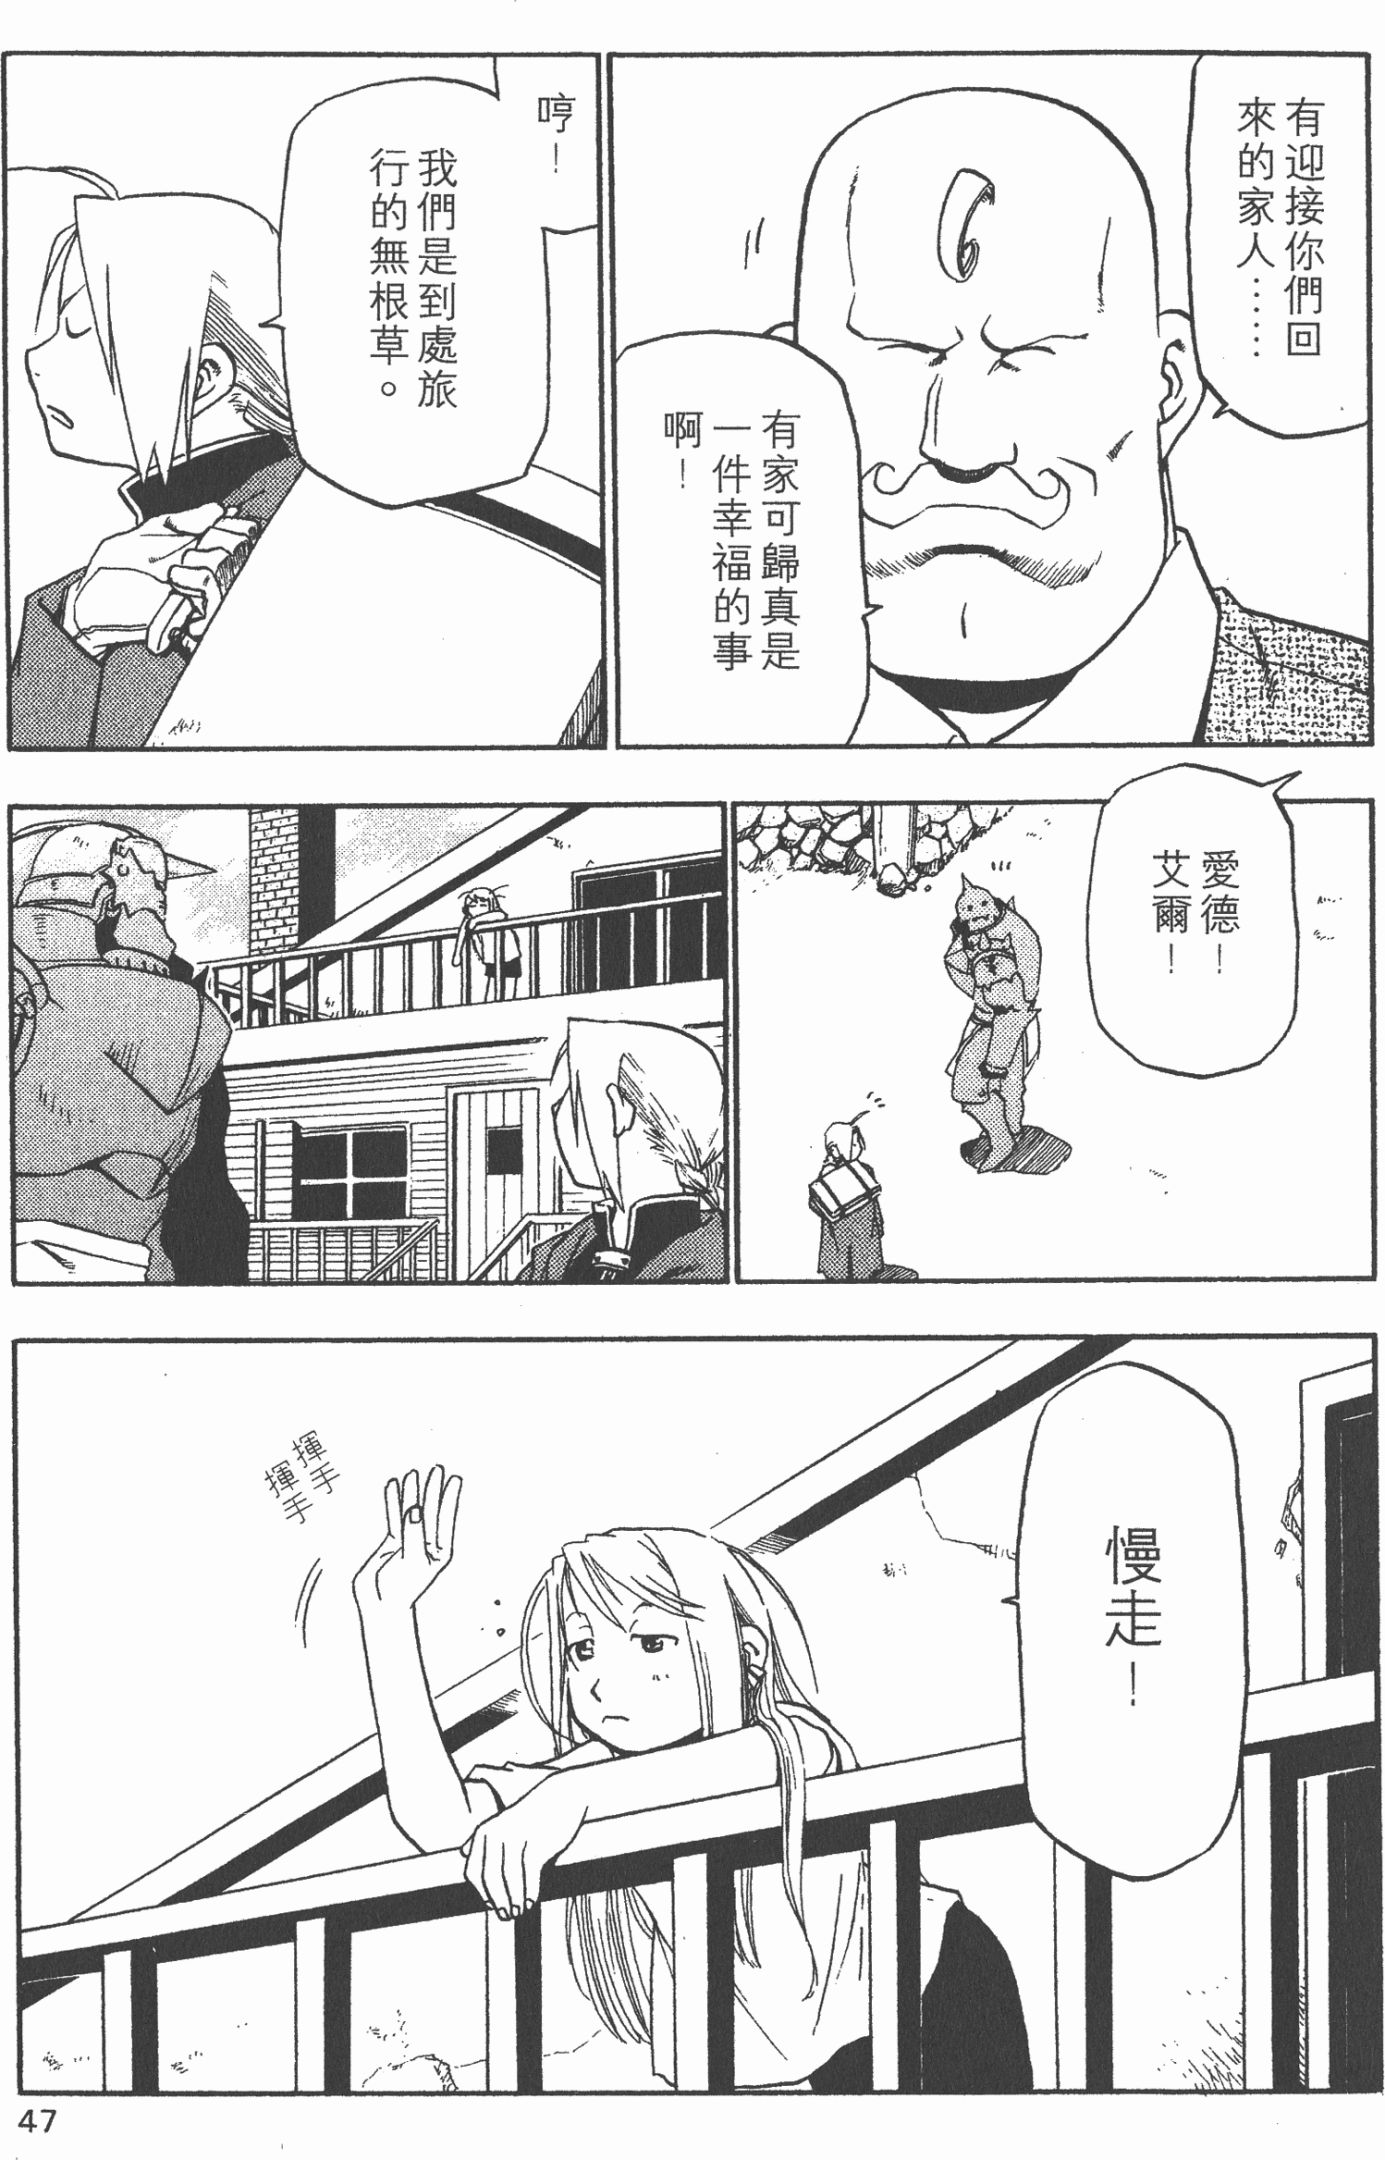 有迎接你們回
來的家人……
有家可歸真是
一件幸福的事
啊！
哼！
我們是到處旅
行的無根草。
愛德！
艾爾！
慢走！
揮手
揮手
47